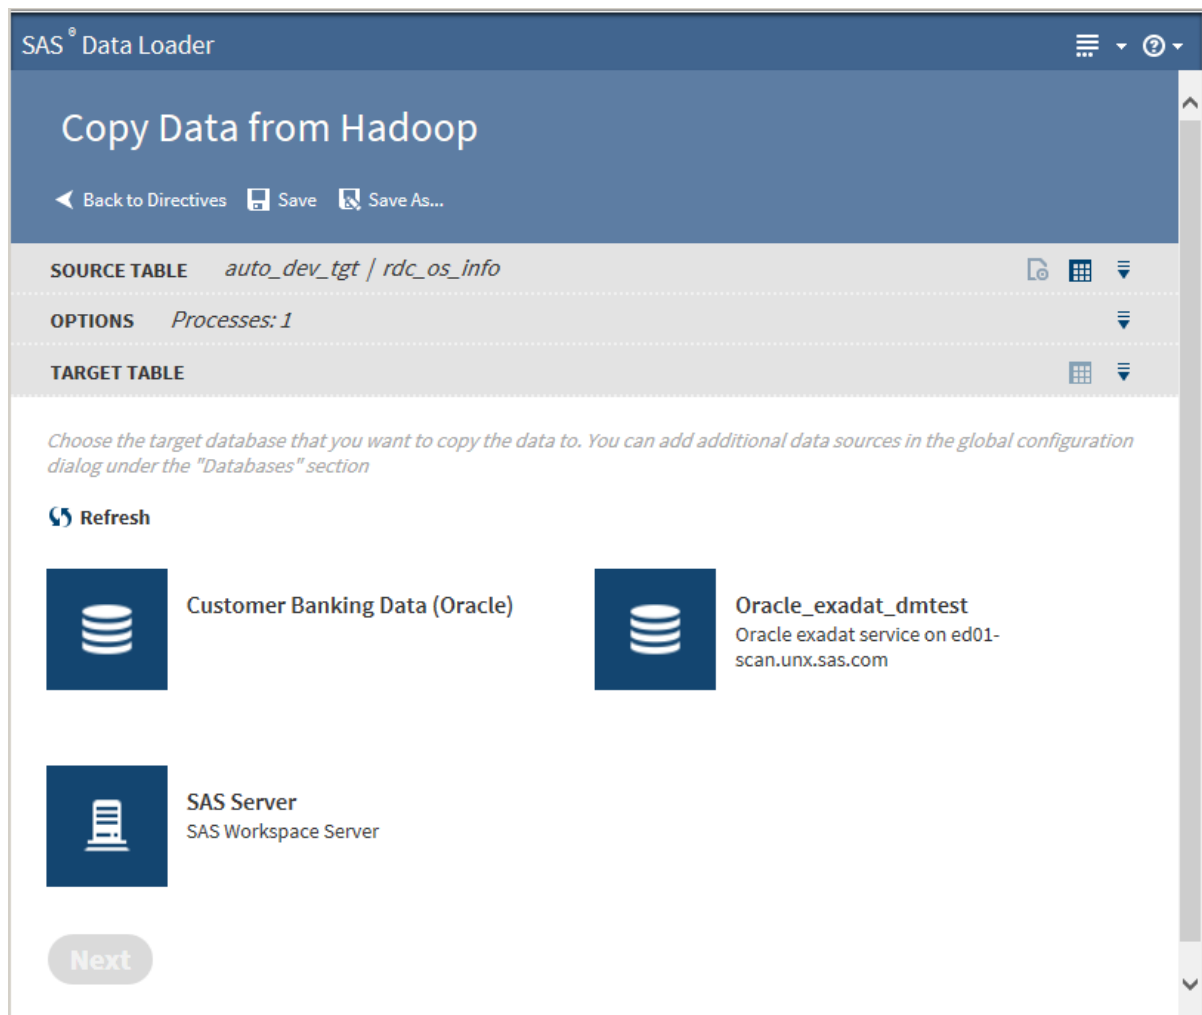 SAS® Data Loader
Copy Data from Hadoop
Back to Directives Save Save As...
SOURCE TABLE auto_dev_tgt | rdc_os_info
OPTIONS Processes: 1
TARGET TABLE
Choose the target database that you want to copy the data to. You can add additional data sources in the global configuration
dialog under the "Databases" section
Refresh
Customer Banking Data (Oracle)
Oracle_exadat_dmtest
Oracle exadat service on ed01-
scan.unx.sas.com
SAS Server
SAS Workspace Server
Next